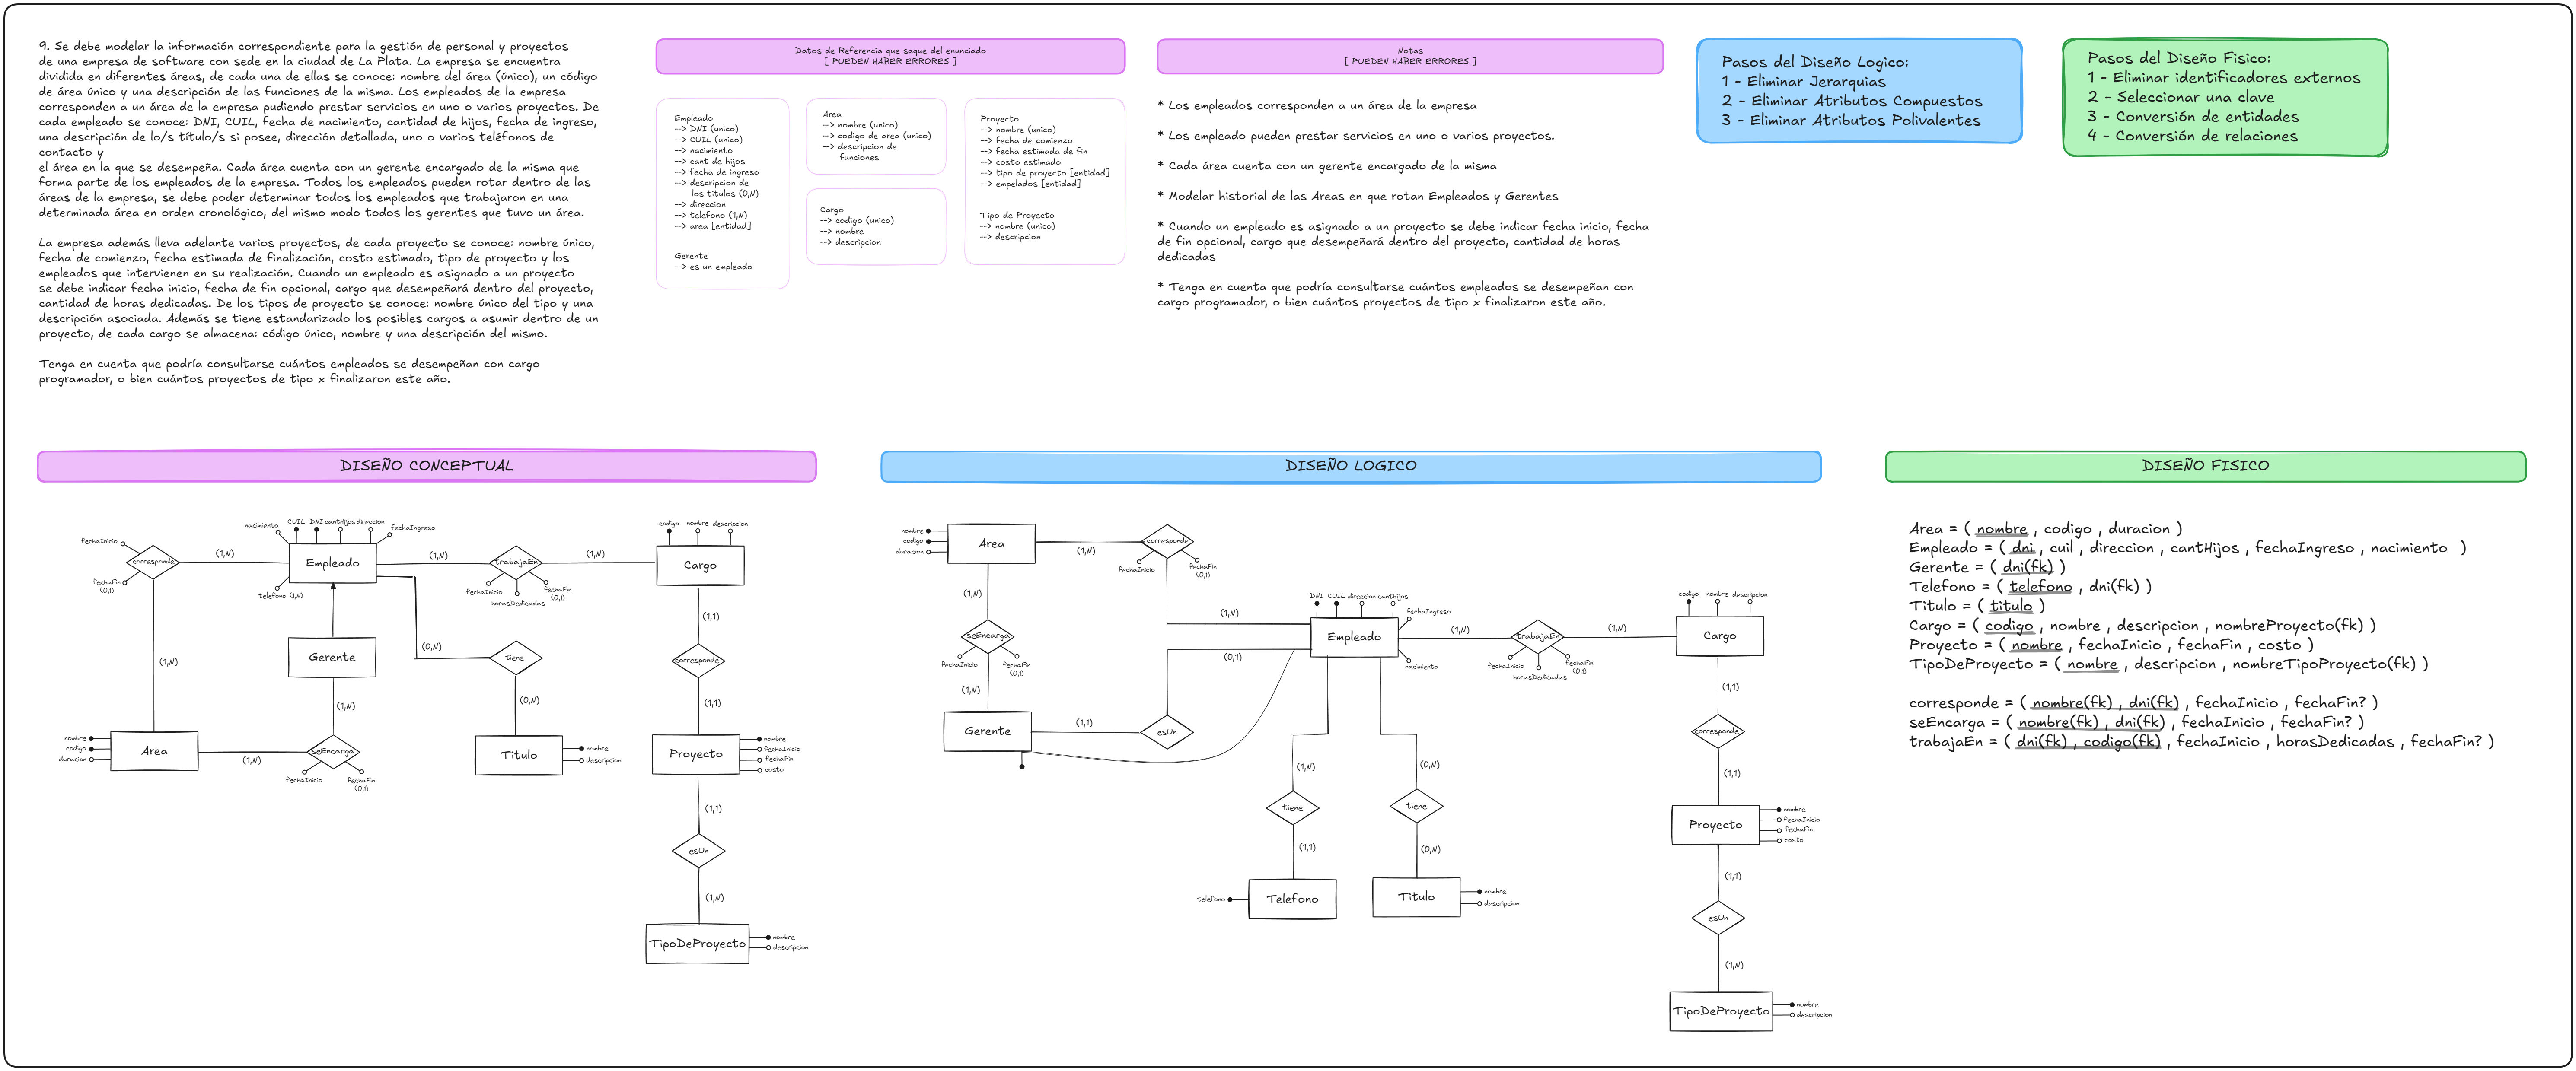 9. Se debe modelar la información correspondiente para la gestión de personal y proyectos
de una empresa de software con sede en la ciudad de La Plata. La empresa se encuentra
dividida en diferentes áreas, de cada una de ellas se conoce: nombre del área (único), un código
de área único y una descripción de las funciones de la misma. Los empleados de la empresa
corresponden a un área de la empresa pudiendo prestar servicios en uno o varios proyectos. De
cada empleado se conoce: DNI, CUIL, fecha de nacimiento, cantidad de hijos, fecha de ingreso,
una descripción de lo/s título/s si posee, dirección detallada, uno o varios teléfonos de
contacto y
el área en la que se desempeña. Cada área cuenta con un gerente encargado de la misma que
forma parte de los empleados de la empresa. Todos los empleados pueden rotar dentro de las
áreas de la empresa, se debe poder determinar todos los empleados que trabajaron en una
determinada área en orden cronológico, del mismo modo todos los gerentes que tuvo un área.
La empresa además lleva adelante varios proyectos, de cada proyecto se conoce: nombre único,
fecha de comienzo, fecha estimada de finalización, costo estimado, tipo de proyecto y los
empleados que intervienen en su realización. Cuando un empleado es asignado a un proyecto
se debe indicar fecha inicio, fecha de fin opcional, cargo que desempeñará dentro del proyecto,
cantidad de horas dedicadas. De los tipos de proyecto se conoce: nombre único del tipo y una
descripción asociada. Además se tiene estandarizado los posibles cargos a asumir dentro de un
proyecto, de cada cargo se almacena: código único, nombre y una descripción del mismo.
Tenga en cuenta que podría consultarse cuántos empleados se desempeñan con cargo
programador, o bien cuántos proyectos de tipo x finalizaron este año.
Datos de Referencia que saque del enunciado
[ PUEDEN HABER ERRORES ]
Empleado
--> DNI (unico)
--> CUIL (unico)
--> nacimiento
--> cant de hijos
--> fecha de ingreso
--> descripcion de
los titulos (0,N)
--> direccion
--> telefono (1,N)
--> area [entidad]
Gerente
--> es un empleado
Area
--> nombre (unico)
--> codigo de area (unico)
--> descripcion de
funciones
Cargo
--> codigo (unico)
--> nombre
--> descripcion
Proyecto
--> nombre (unico)
--> fecha de comienzo
--> fecha estimada de fin
--> costo estimado
--> tipo de proyecto [entidad]
--> empelados [entidad]
Tipo de Proyecto
--> nombre (unico)
--> descripcion
Notas
[ PUEDEN HABER ERRORES ]
* Los empleados corresponden a un área de la empresa
* Los empleado pueden prestar servicios en uno o varios proyectos.
* Cada área cuenta con un gerente encargado de la misma
* Modelar historial de las Areas en que rotan Empleados y Gerentes
* Cuando un empleado es asignado a un proyecto se debe indicar fecha inicio, fecha
de fin opcional, cargo que desempeñará dentro del proyecto, cantidad de horas
dedicadas
* Tenga en cuenta que podría consultarse cuántos empleados se desempeñan con
cargo programador, o bien cuántos proyectos de tipo x finalizaron este año.
Pasos del Diseño Logico:
1 - Eliminar Jerarquias
2 - Eliminar Atributos Compuestos
3 - Eliminar Atributos Polivalentes
Pasos del Diseño Fisico:
1 - Eliminar identificadores externos
2 - Seleccionar una clave
3 - Conversión de entidades
4 - Conversión de relaciones
DISEÑO CONCEPTUAL
nacimiento
CUIL
DNI
cantHijos
direccion
fechaIngreso
codigo
nombre
descripcion
fechaInicio
corresponde
(1,N)
Empleado
(1,N)
trabajaEn
(1,N)
Cargo
fechaFin
(0,1)
telefono (1,N)
fechaInicio
horasDedicadas
fechaFin
(0,1)
(1,1)
Gerente
(0,N)
tiene
corresponde
(1,N)
(0,N)
(1,N)
(1,1)
nombre
codigo
duracion
Area
(1,N)
seEncarga
fechaInicio
fechaFin
(0,1)
Titulo
nombre
descripcion
Proyecto
nombre
fechaInicio
fechaFin
costo
(1,1)
esUn
(1,N)
TipoDeProyecto
nombre
descripcion
DISEÑO LOGICO
nombre
codigo
duracion
Area
(1,N)
corresponde
fechaInicio
fechaFin
(0,1)
(1,N)
(1,N)
seEncarga
fechaInicio
fechaFin
(0,1)
(1,N)
Gerente
(1,1)
esUn
(0,1)
DNI
CUIL
direccion
cantHijos
fechaIngreso
Empleado
nacimiento
(1,N)
trabajaEn
(1,N)
fechaInicio
horasDedicadas
fechaFin
(0,1)
codigo
nombre
descripcion
Cargo
(1,1)
corresponde
(1,1)
(1,N)
tiene
(1,1)
Telefono
telefono
(0,N)
tiene
(0,N)
Titulo
nombre
descripcion
Proyecto
nombre
fechaInicio
fechaFin
costo
(1,1)
esUn
(1,N)
TipoDeProyecto
nombre
descripcion
DISEÑO FISICO
Area = ( nombre , codigo , duracion )
Empleado = ( dni , cuil , direccion , cantHijos , fechaIngreso , nacimiento )
Gerente = ( dni(fk) )
Telefono = ( telefono , dni(fk) )
Titulo = ( titulo )
Cargo = ( codigo , nombre , descripcion , nombreProyecto(fk) )
Proyecto = ( nombre , fechaInicio , fechaFin , costo )
TipoDeProyecto = ( nombre , descripcion , nombreTipoProyecto(fk) )
corresponde = ( nombre(fk) , dni(fk) , fechaInicio , fechaFin? )
seEncarga = ( nombre(fk) , dni(fk) , fechaInicio , fechaFin? )
trabajaEn = ( dni(fk) , codigo(fk) , fechaInicio , horasDedicadas , fechaFin? )